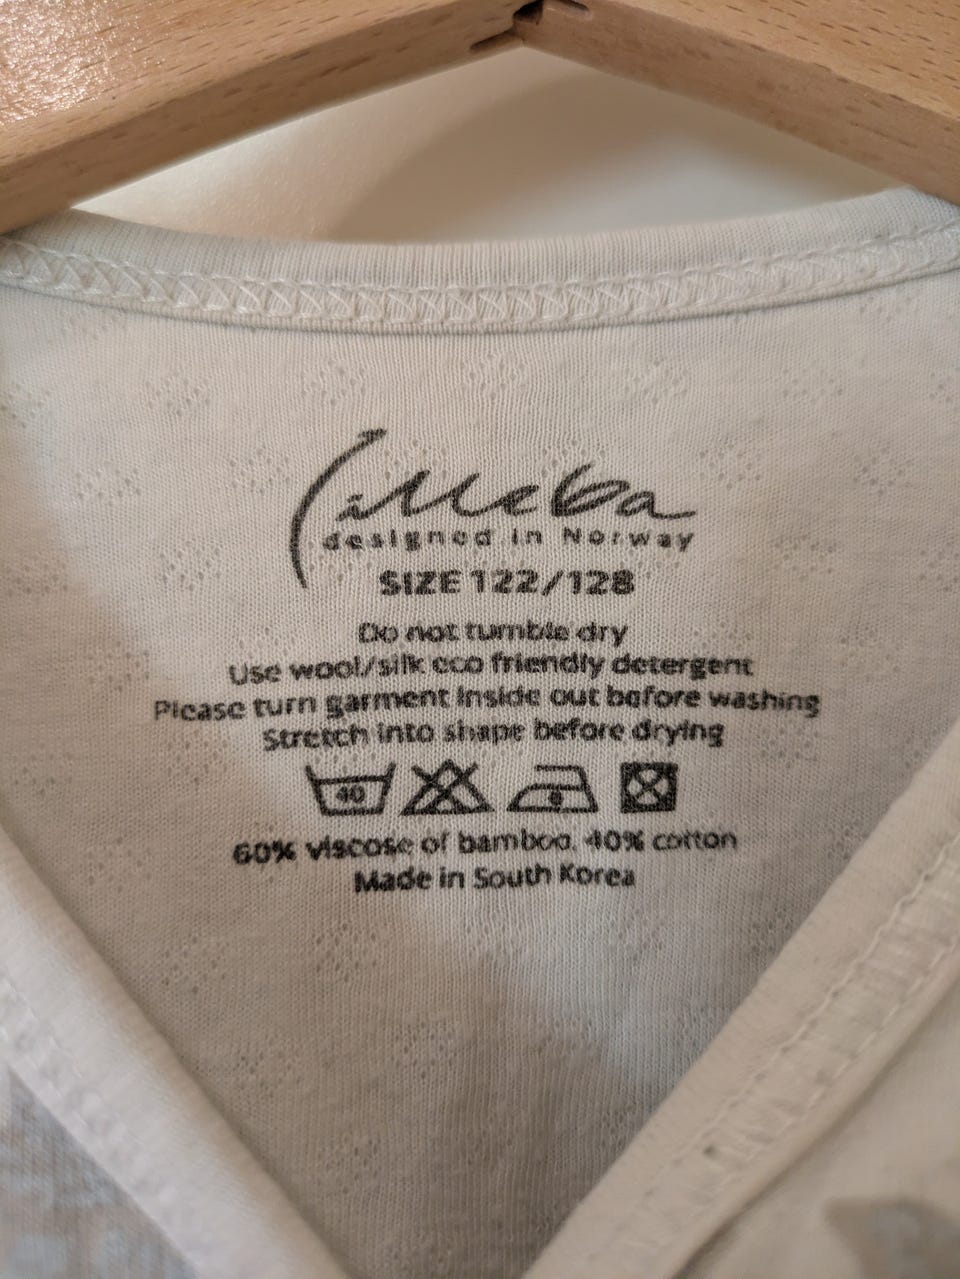 Lilleba
designed in Norway
SIZE 122/128
Do not tumble dry
Use wool/silk eco friendly detergent
Please turn garment inside out before washing
Stretch into shape before drying
40
60% viscose of bamboo, 40% cotton
Made in South Korea